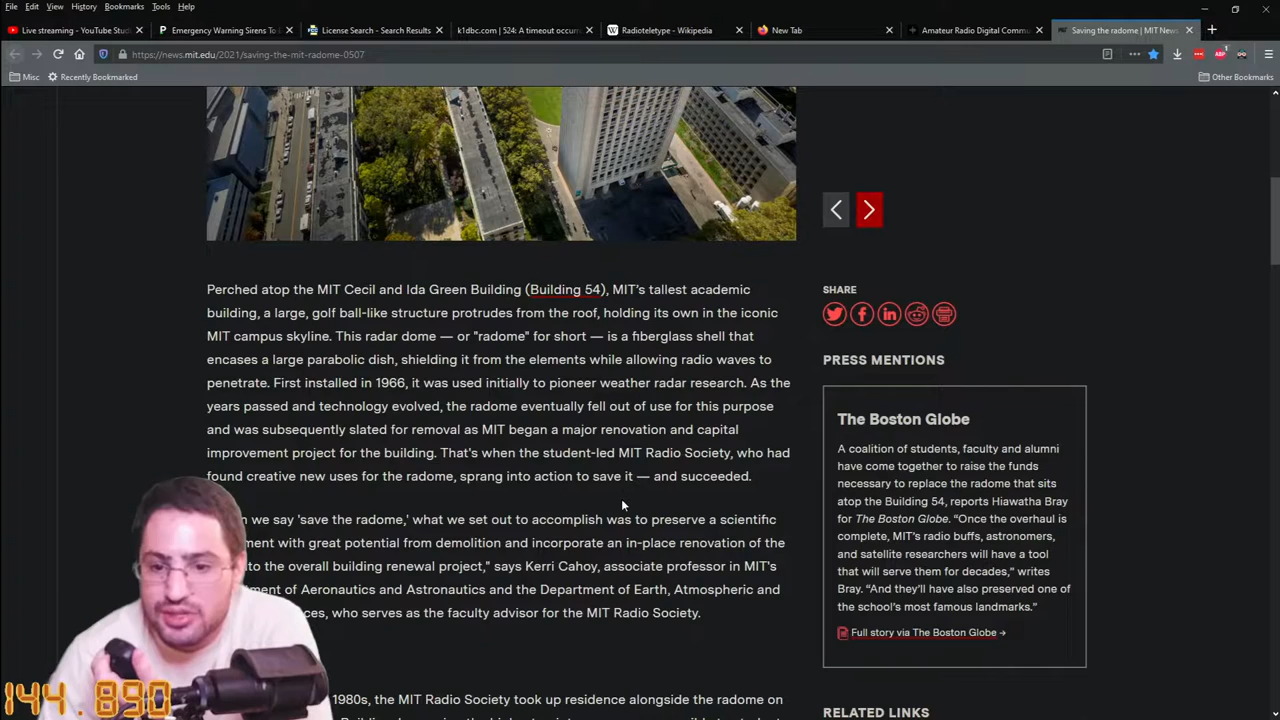 File Edit View History Bookmarks Tools Help
Live streaming - YouTube Stud
Emergency Warning Sirens To E
License Search - Search Results
k1dbc.com | 524: A timeout occurr
Radioteletype - Wikipedia
New Tab
Amateur Radio Digital Commu
Saving the radome | MIT News
https://news.mit.edu/2021/saving-the-mit-radome-0507
Misc
Recently Bookmarked
Other Bookmarks
Perched atop the MIT Cecil and Ida Green Building (Building 54), MIT's tallest academic
building, a large, golf ball-like structure protrudes from the roof, holding its own in the iconic
MIT campus skyline. This radar dome — or "radome" for short — is a fiberglass shell that
encases a large parabolic dish, shielding it from the elements while allowing radio waves to
penetrate. First installed in 1966, it was used initially to pioneer weather radar research. As the
years passed and technology evolved, the radome eventually fell out of use for this purpose
and was subsequently slated for removal as MIT began a major renovation and capital
improvement project for the building. That's when the student-led MIT Radio Society, who had
found creative new uses for the radome, sprang into action to save it — and succeeded.
we say 'save the radome,' what we set out to accomplish was to preserve a scientific
ment with great potential from demolition and incorporate an in-place renovation of the
to the overall building renewal project," says Kerri Cahoy, associate professor in MIT's
ment of Aeronautics and Astronautics and the Department of Earth, Atmospheric and
ces, who serves as the faculty advisor for the MIT Radio Society.
1980s, the MIT Radio Society took up residence alongside the radome on
SHARE
PRESS MENTIONS
The Boston Globe
A coalition of students, faculty and alumni
have come together to raise the funds
necessary to replace the radome that sits
atop the Building 54, reports Hiawatha Bray
for The Boston Globe. "Once the overhaul is
complete, MIT's radio buffs, astronomers,
and satellite researchers will have a tool
that will serve them for decades," writes
Bray. "And they'll have also preserved one of
the school's most famous landmarks."
Full story via The Boston Globe →
RELATED LINKS
144.890